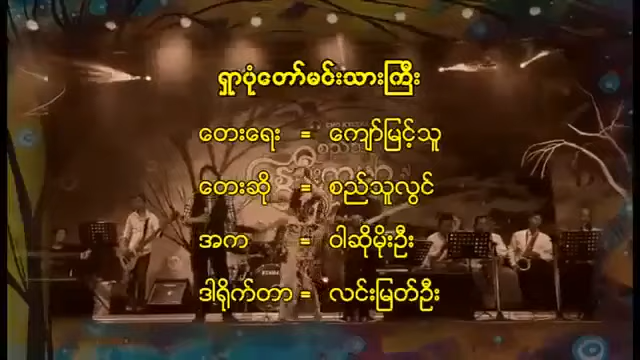 ရှာပုံတော်မင်းသားကြီး
တေးရေး = ကျော်မြင့်သူ
တေးဆို = စည်သူလွင်
အက = ဝါဆိုမိုးဦး
ဒါရိုက်တာ = လင်းမြတ်ဦး